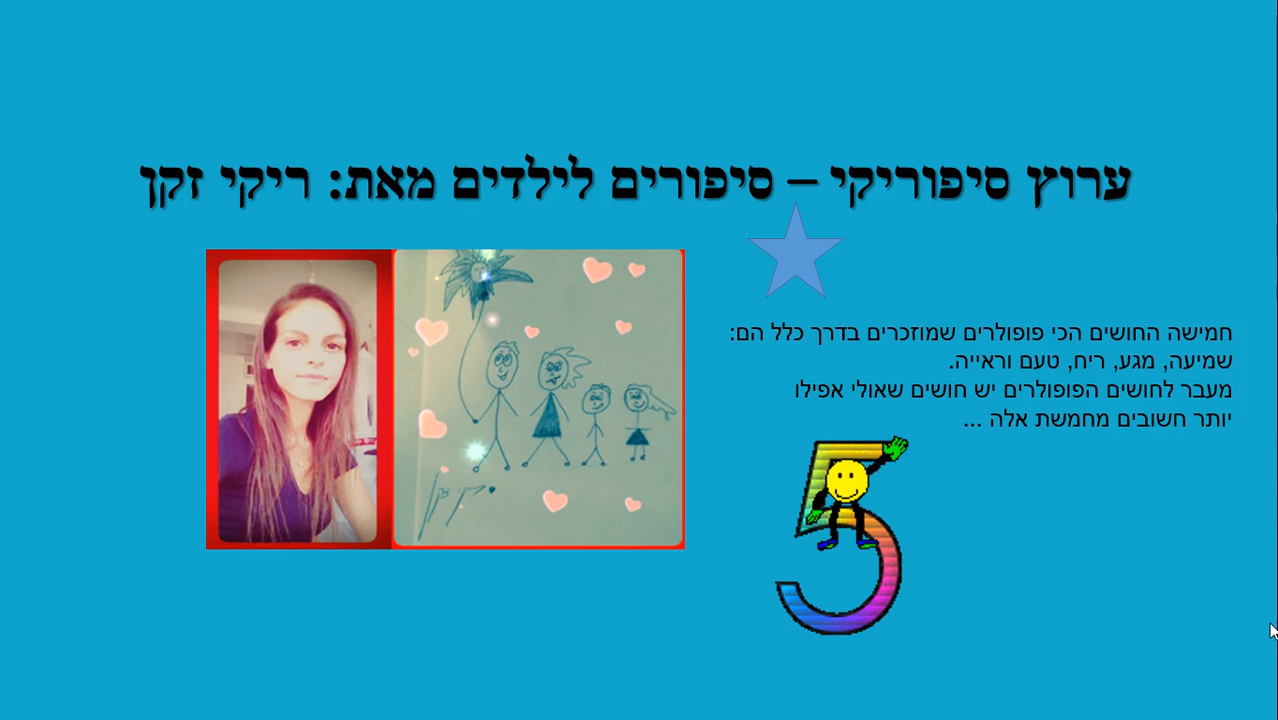 ערוץ סיפוריקי – סיפורים לילדים מאת: ריקי זקן
חמישה החושים הכי פופולרים שמוזכרים בדרך כלל הם:
שמיעה, מגע, ריח, טעם וראייה.
מעבר לחושים הפופולרים יש חושים שאולי אפילו
יותר חשובים מחמשת אלה ...
5